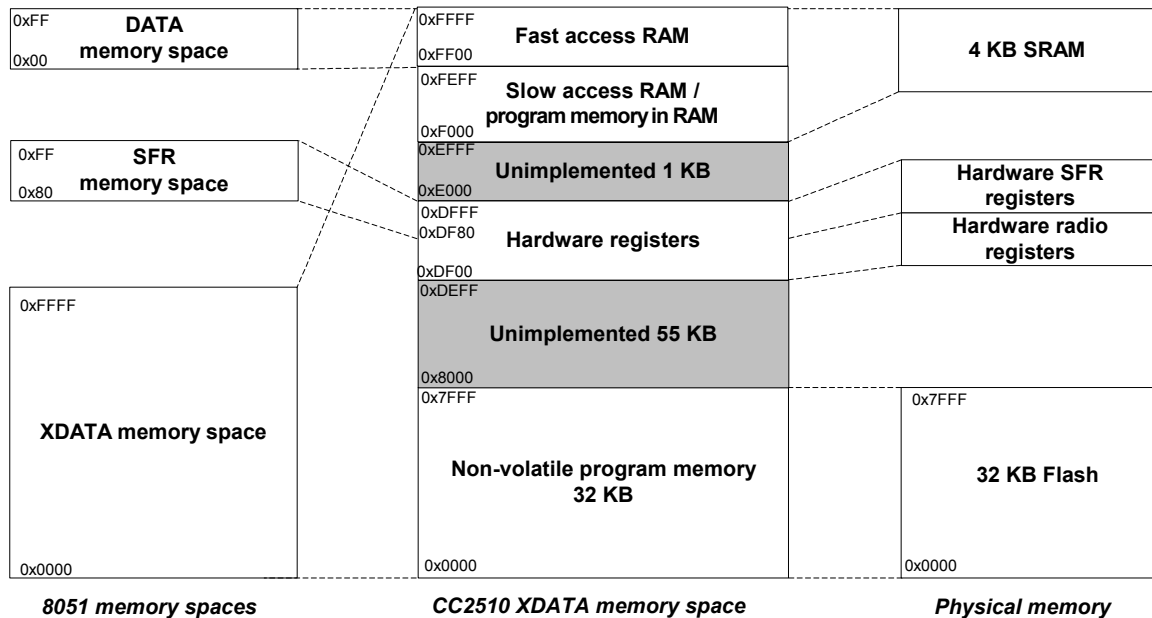 0xFF
DATA
memory space
0x00
0xFF
SFR
memory space
0x80
0xFFFF
XDATA memory space
0x0000
8051 memory spaces
0xFFFF
Fast access RAM
0xFF00
0xFEFF
Slow access RAM /
program memory in RAM
0xF000
0xEFFF
Unimplemented 1 KB
0xE000
0xDFFF
0xDF80
Hardware registers
0xDF00
0xDEFF
Unimplemented 55 KB
0x8000
0x7FFF
Non-volatile program memory
32 KB
0x0000
CC2510 XDATA memory space
4 KB SRAM
Hardware SFR
registers
Hardware radio
registers
0x7FFF
32 KB Flash
0x0000
Physical memory